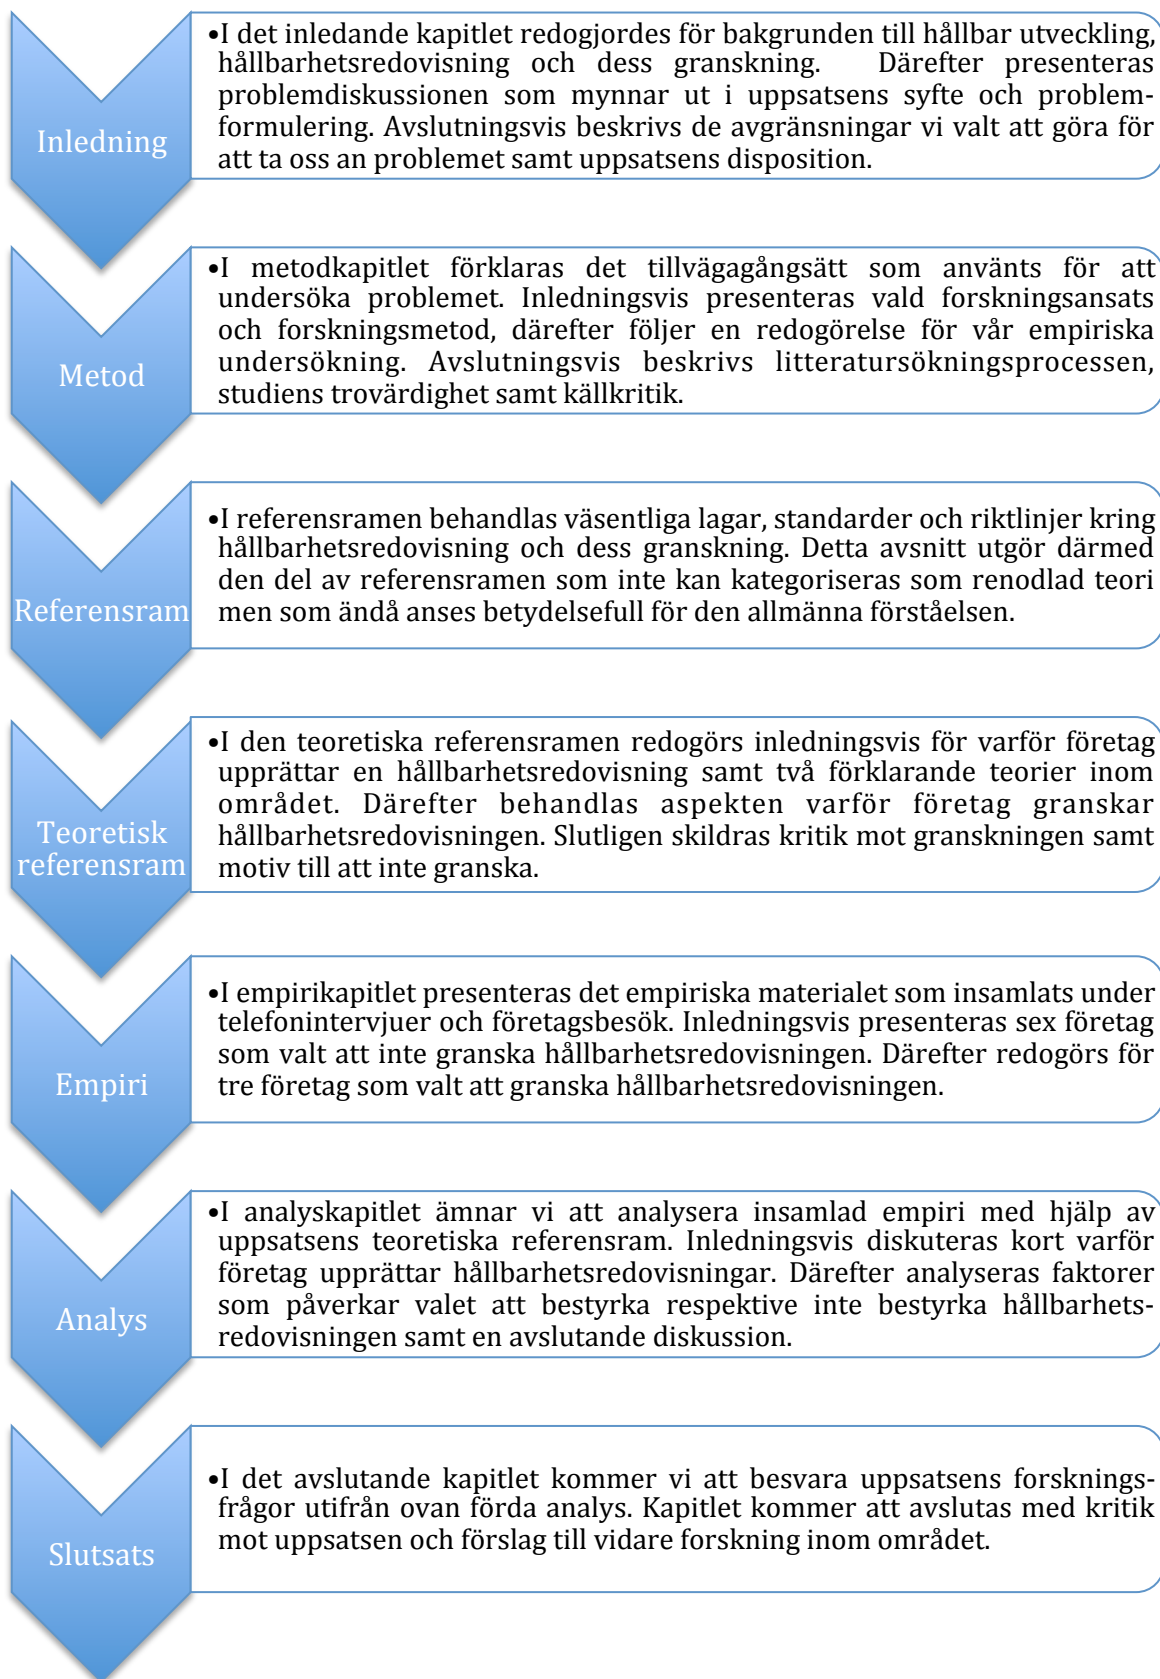 •I det inledande kapitlet redogjordes för bakgrunden till hållbar utveckling,
hållbarhetsredovisning och dess granskning. Därefter presenteras
problemdiskussionen som mynnar ut i uppsatsens syfte och problem-
formulering. Avslutningsvis beskrivs de avgränsningar vi valt att göra för
att ta oss an problemet samt uppsatsens disposition.
Inledning
•I metodkapitlet förklaras det tillvägagångsätt som använts för att
undersöka problemet. Inledningsvis presenteras vald forskningsansats
och forskningsmetod, därefter följer en redogörelse för vår empiriska
undersökning. Avslutningsvis beskrivs litteratursökningsprocessen,
studiens trovärdighet samt källkritik.
Metod
•I referensramen behandlas väsentliga lagar, standarder och riktlinjer kring
hållbarhetsredovisning och dess granskning. Detta avsnitt utgör därmed
den del av referensramen som inte kan kategoriseras som renodlad teori
men som ändå anses betydelsefull för den allmänna förståelsen.
Referensram
•I den teoretiska referensramen redogörs inledningsvis för varför företag
upprättar en hållbarhetsredovisning samt två förklarande teorier inom
området. Därefter behandlas aspekten varför företag granskar
hållbarhetsredovisningen. Slutligen skildras kritik mot granskningen samt
motiv till att inte granska.
Teoretisk
referensram
•I empirikapitlet presenteras det empiriska materialet som insamlats under
telefonintervjuer och företagsbesök. Inledningsvis presenteras sex företag
som valt att inte granska hållbarhetsredovisningen. Därefter redogörs för
tre företag som valt att granska hållbarhetsredovisningen.
Empiri
•I analyskapitlet ämnar vi att analysera insamlad empiri med hjälp av
uppsatsens teoretiska referensram. Inledningsvis diskuteras kort varför
företag upprättar hållbarhetsredovisningar. Därefter analyseras faktorer
som påverkar valet att bestyrka respektive inte bestyrka hållbarhets-
redovisningen samt en avslutande diskussion.
Analys
•I det avslutande kapitlet kommer vi att besvara uppsatsens forsknings-
frågor utifrån ovan förda analys. Kapitlet kommer att avslutas med kritik
mot uppsatsen och förslag till vidare forskning inom området.
Slutsats